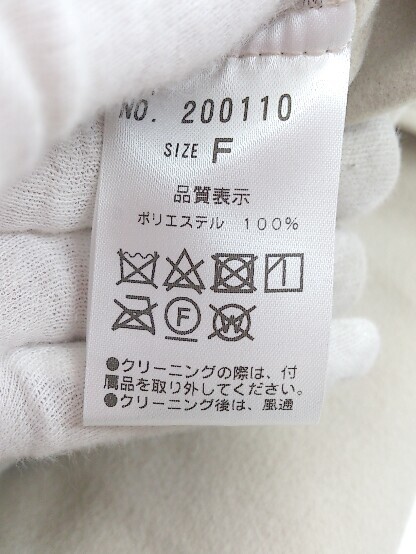 NO. 200110
SIZE F
品質表示
ポリエステル 100%
F
W
●クリーニングの際は、付
属品を取り外してください。
●クリーニング後は、風通